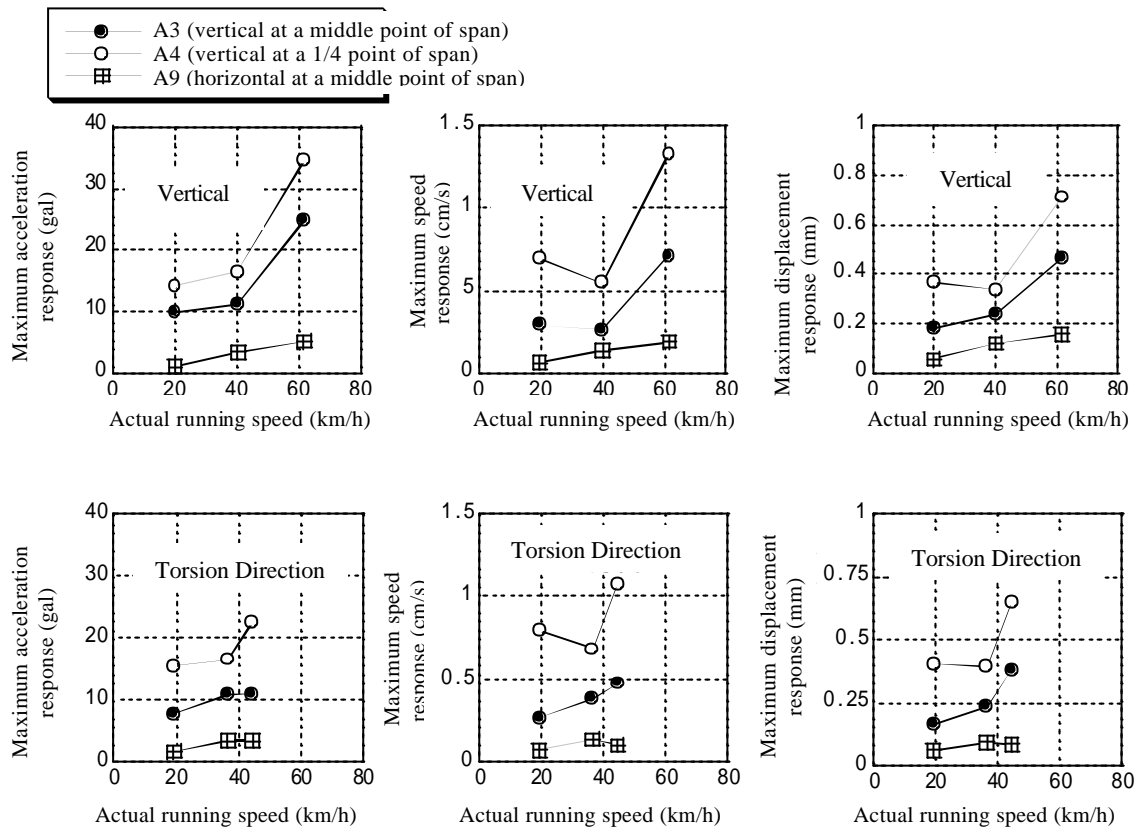 A3 (vertical at a middle point of span)
A4 (vertical at a 1/4 point of span)
A9 (horizontal at a middle point of span)
Maximum acceleration
response (gal)
40
30
20
10
0
Vertical
0 20 40 60 80
Actual running speed (km/h)
Maximum speed
response (cm/s)
1.5
1
5
0
Vertical
0 20 40 60 80
Actual running speed (km/h)
Maximum displacement
response (mm)
1
0.8
0.6
0.4
0.2
0
Vertical
0 20 40 60 80
Actual running speed (km/h)
Maximum acceleration
response (gal)
40
30
20
10
0
Torsion Direction
0 20 40 60 80
Actual running speed (km/h)
Maximum speed
response (cm/s)
1.5
1
0.5
0
Torsion Direction
0 20 40 60 80
Actual running speed (km/h)
Maximum displacement
response (mm)
1
0.75
0.5
0.25
0
Torsion Direction
0 20 40 60 80
Actual running speed (km/h)